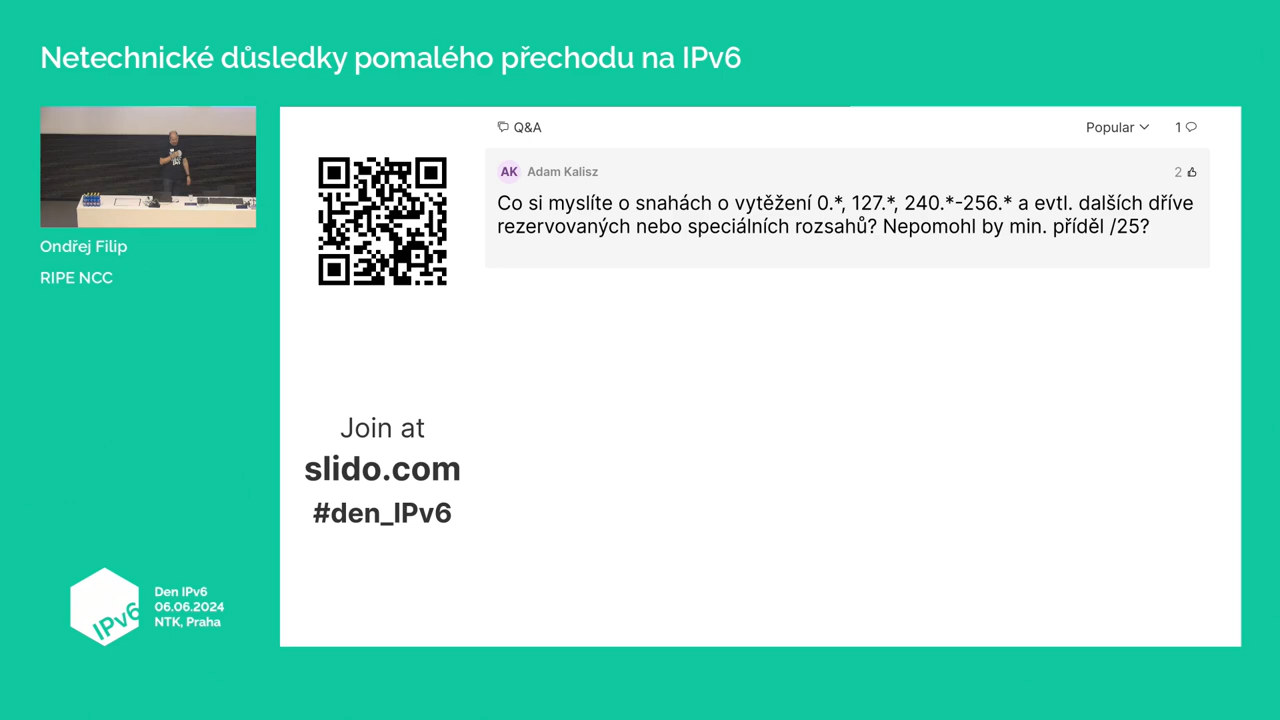 Netechnické důsledky pomalého přechodu na IPv6
Ondřej Filip
RIPE NCC
Q&A
Popular
1
AK
Adam Kalisz
2
Co si myslíte o snahách o vytěžení 0.*, 127.*, 240.*-256.* a evtl. dalších dříve
rezervovaných nebo speciálních rozsahů? Nepomohl by min. příděl /25?
Join at
slido.com
#den_IPv6
IPv6
Den IPv6
06.06.2024
NTK, Praha